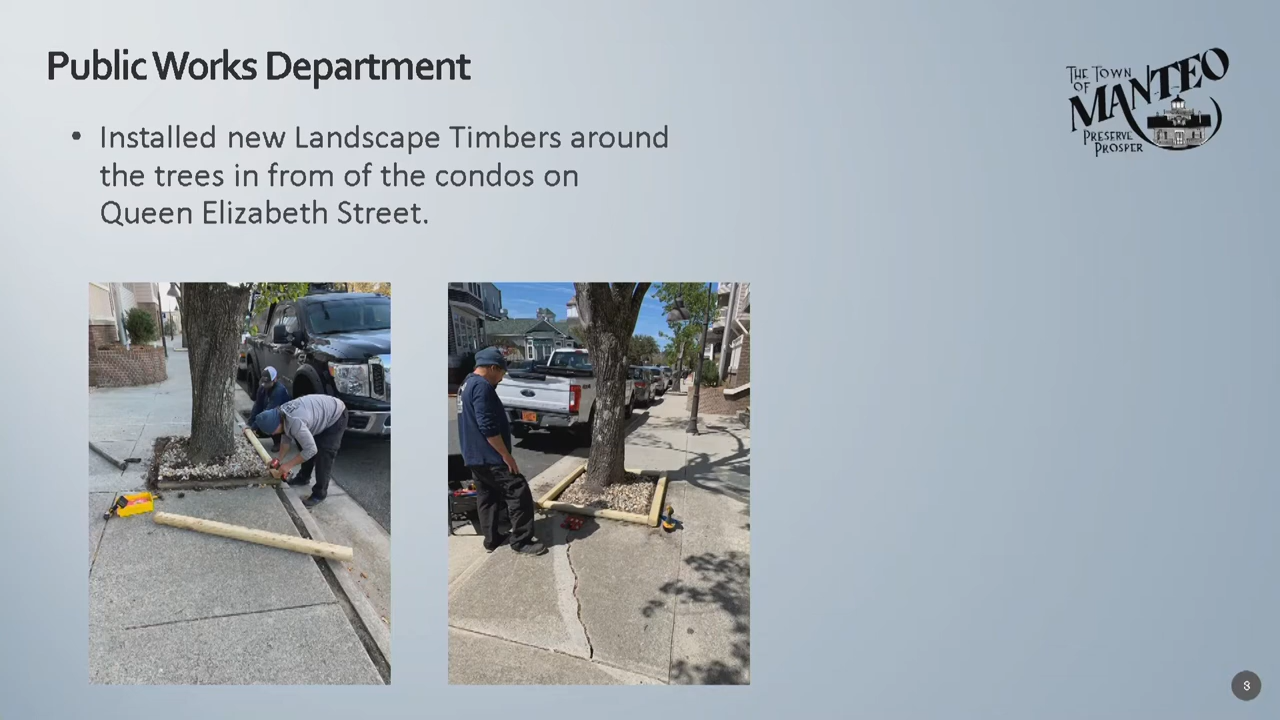 Public Works Department
THE TOWN
OF
MANTEO
PRESERVE
PROSPER
• Installed new Landscape Timbers around
the trees in from of the condos on
Queen Elizabeth Street.
3